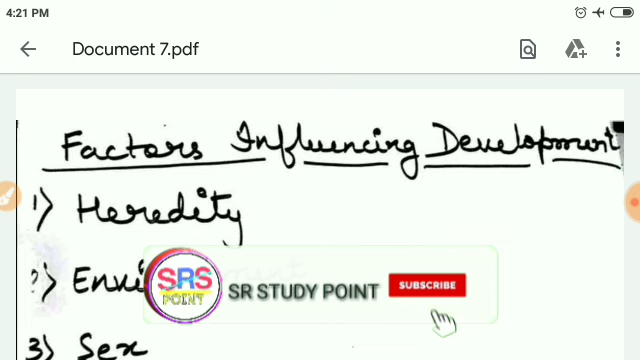 4:21 PM
Document 7.pdf
Factors Influencing Development
1) Heredity
2) Environment
SRS
POINT
SR STUDY POINT
SUBSCRIBE
3) Sex